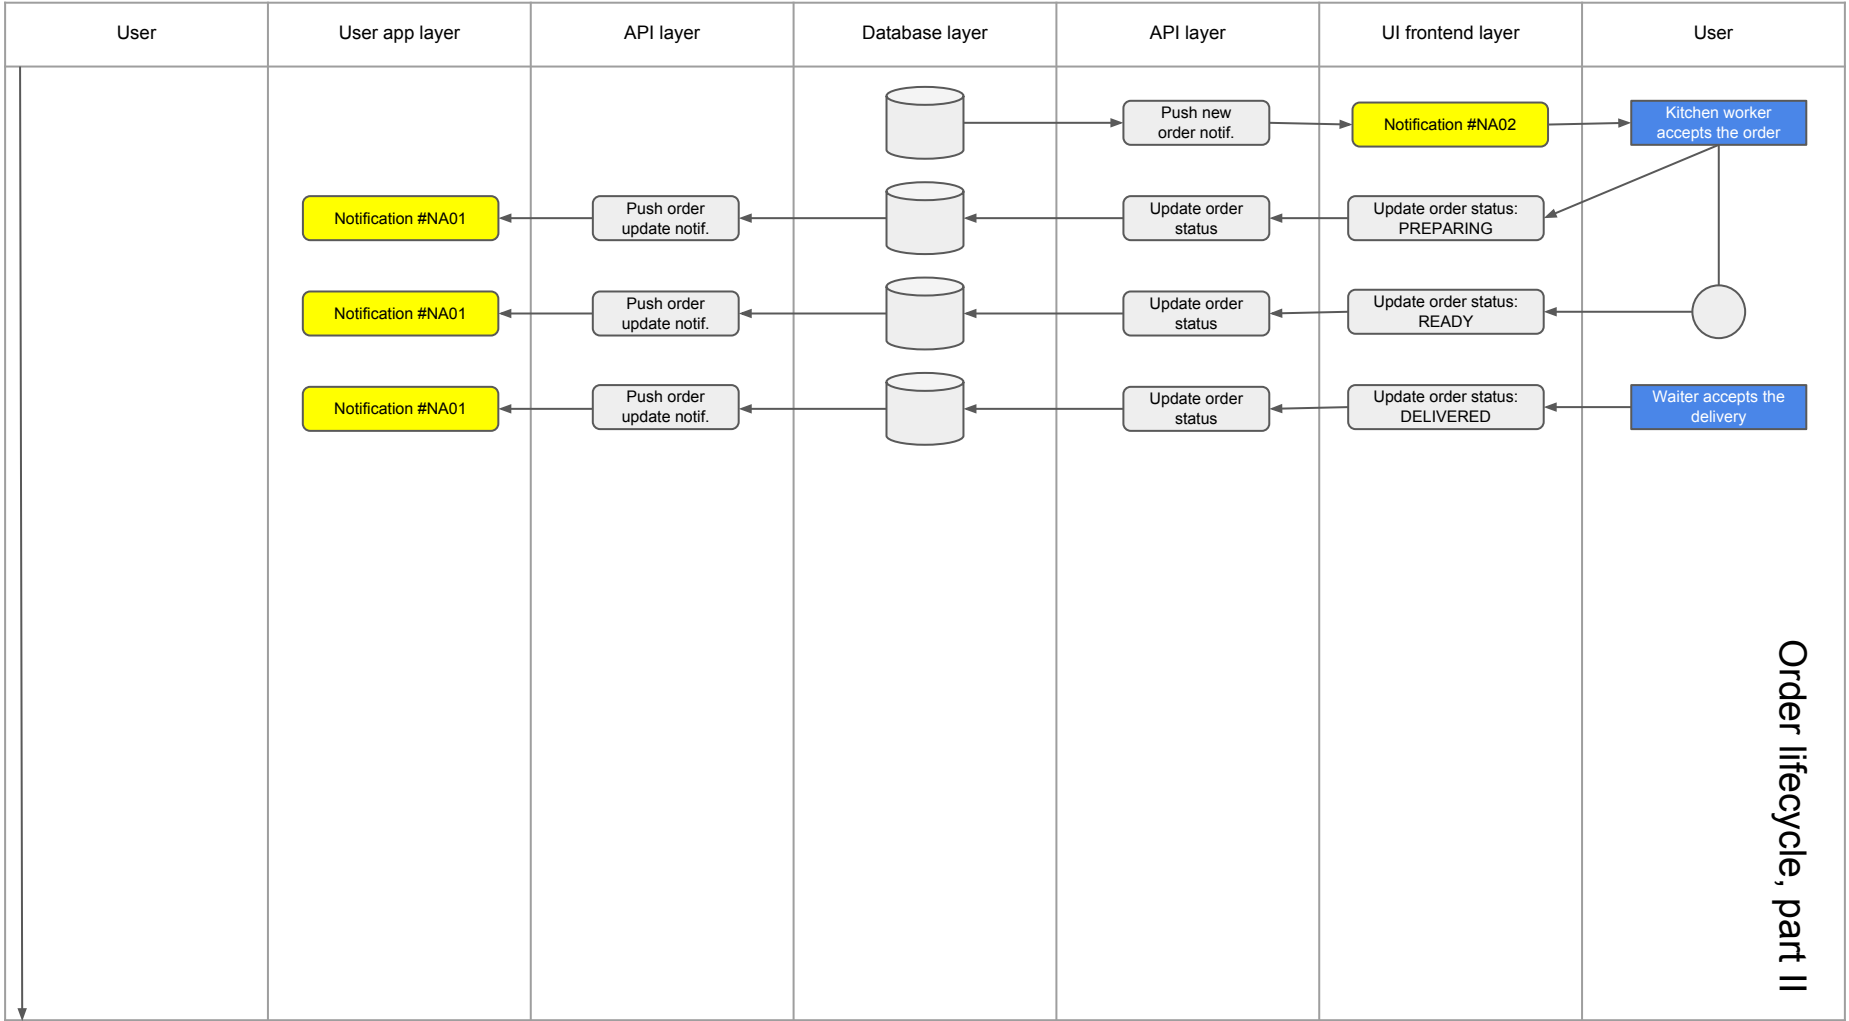 User
User app layer
API layer
Database layer
API layer
UI frontend layer
User
Push new
order notif.
Notification #NA02
Kitchen worker
accepts the order
Notification #NA01
Push order
update notif.
Update order
status
Update order status:
PREPARING
Notification #NA01
Push order
update notif.
Update order
status
Update order status:
READY
Notification #NA01
Push order
update notif.
Update order
status
Update order status:
DELIVERED
Waiter accepts the
delivery
Order lifecycle, part II